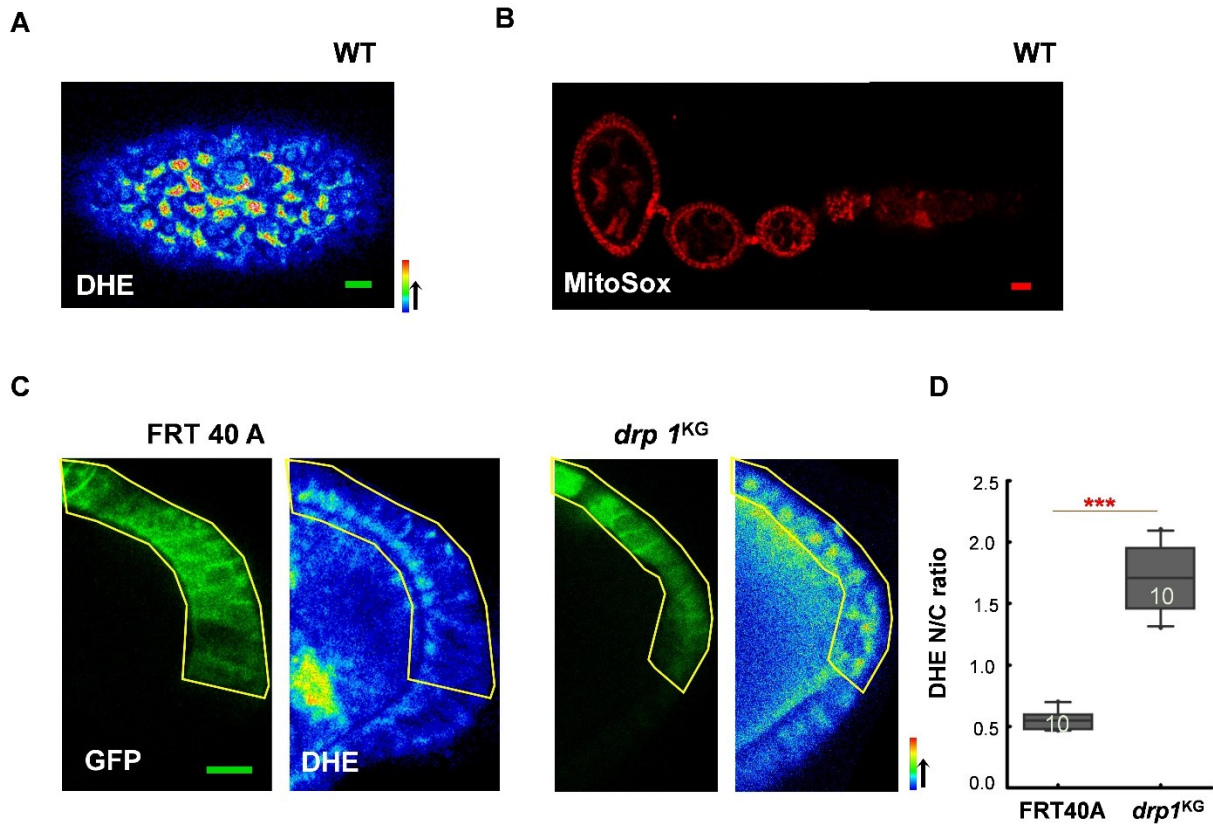 A
WT
DHE
B
WT
MitoSox
C
FRT 40 A
GFP
DHE
drp 1KG
D
DHE N/C ratio
2.5
2.0
1.5
1.0
0.5
0.0
***
10
10
FRT40A
drp1KG